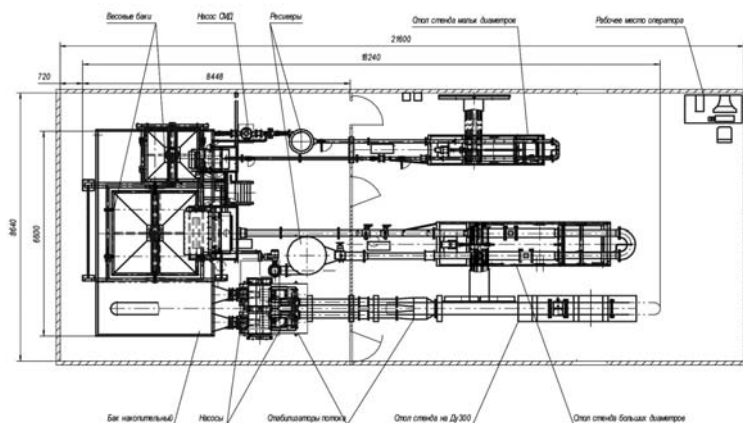 Весовые баки
Насос СМД
Ресиверы
Стол стенда малых диаметров
Рабочее место оператора
21600
18240
720
8448
8640
6600
Бак накопительный
Насосы
Стабилизаторы потока
Стол стенда на Ду300
Стол стенда больших диаметров